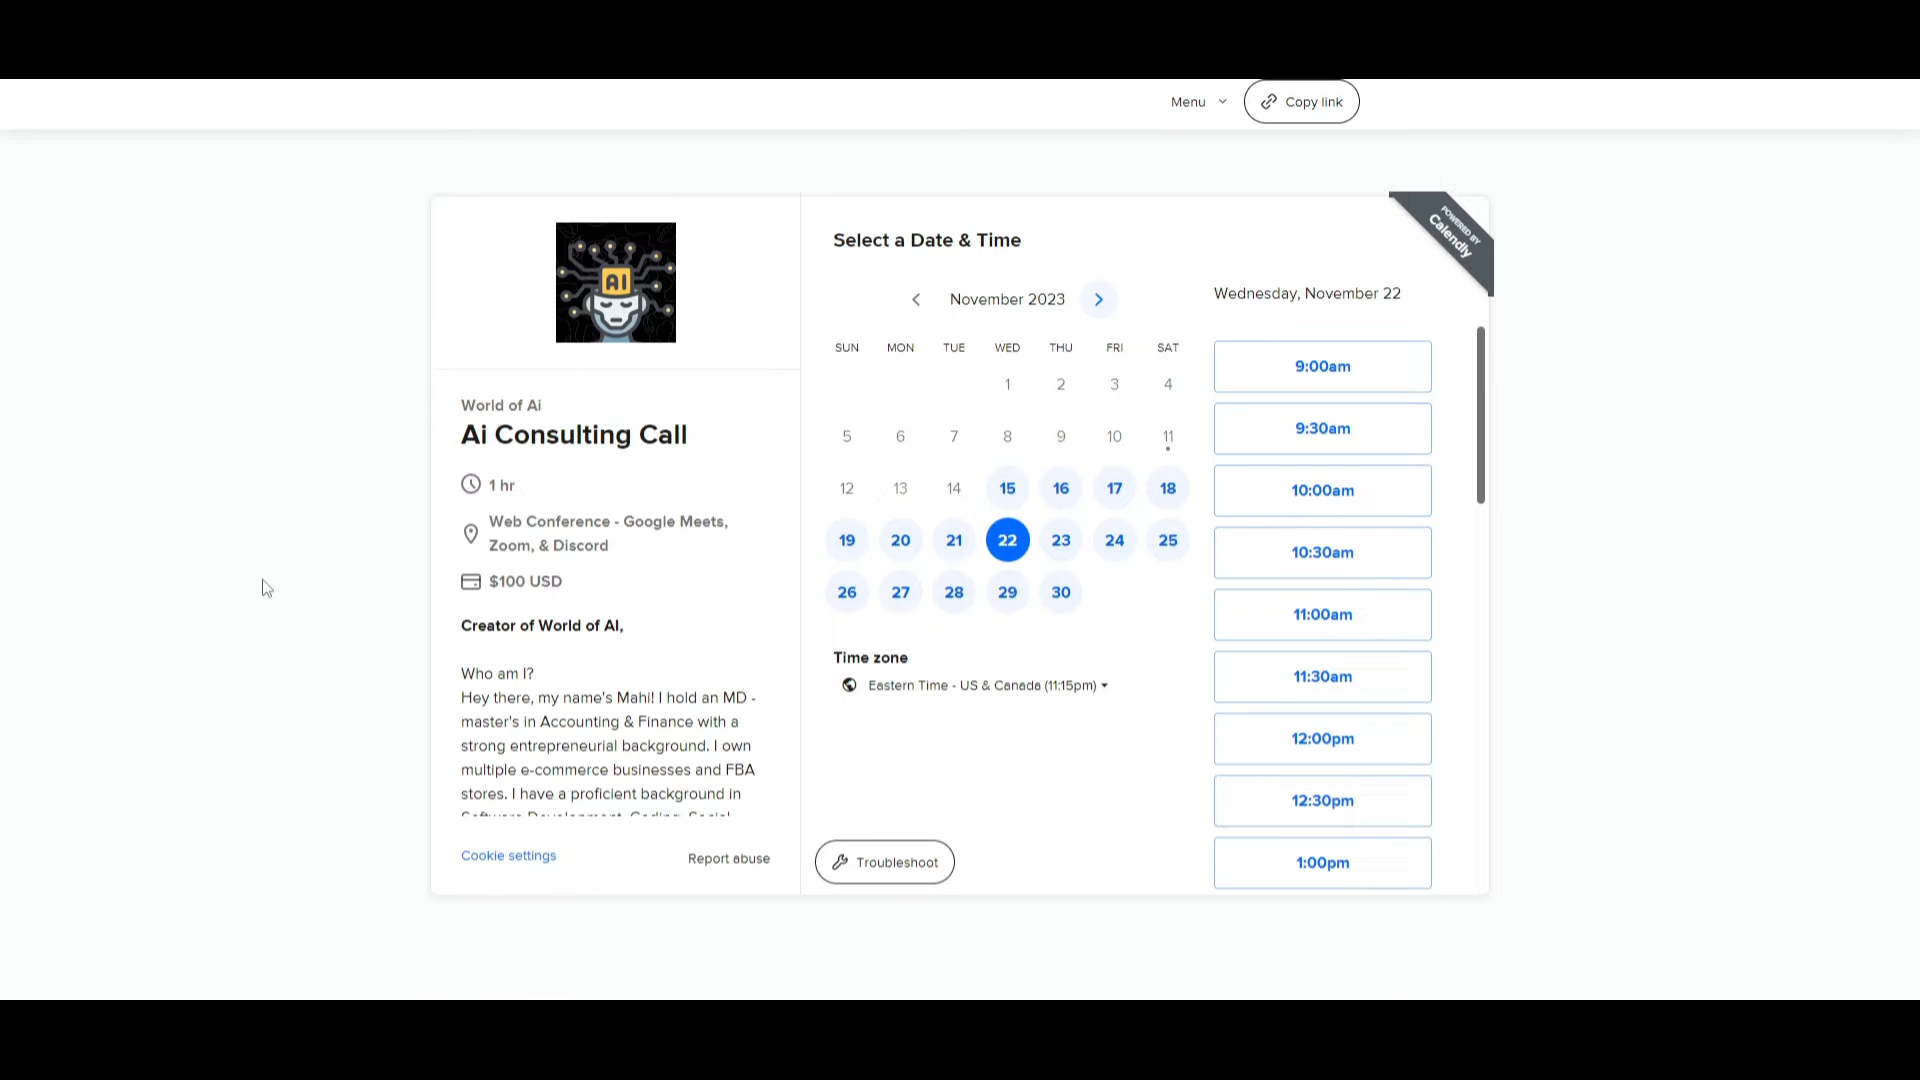 Menu
Copy link
POWERED BY
Calendly
AI
World of Ai
Ai Consulting Call
1 hr
Web Conference - Google Meets,
Zoom, & Discord
$100 USD
Creator of World of AI,
Who am I?
Hey there, my name's Mahi! I hold an MD -
master's in Accounting & Finance with a
strong entrepreneurial background. I own
multiple e-commerce businesses and FBA
stores. I have a proficient background in
Software Development, Coding, Social
Cookie settings
Report abuse
Select a Date & Time
November 2023
SUN MON TUE WED THU FRI SAT
1 2 3 4
5 6 7 8 9 10 11
12 13 14 15 16 17 18
19 20 21 22 23 24 25
26 27 28 29 30
Time zone
Eastern Time - US & Canada (11:15pm)
Troubleshoot
Wednesday, November 22
9:00am
9:30am
10:00am
10:30am
11:00am
11:30am
12:00pm
12:30pm
1:00pm